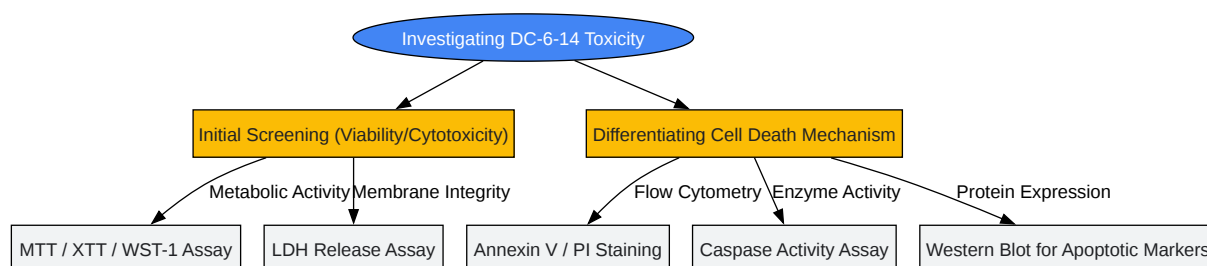 Investigating DC-6-14 Toxicity
Initial Screening (Viability/Cytotoxicity)
Differentiating Cell Death Mechanism
Metabolic Activity
Membrane Integrity
Flow Cytometry
Enzyme Activity
Protein Expression
MTT / XTT / WST-1 Assay
LDH Release Assay
Annexin V / PI Staining
Caspase Activity Assay
Western Blot for Apoptotic Markers